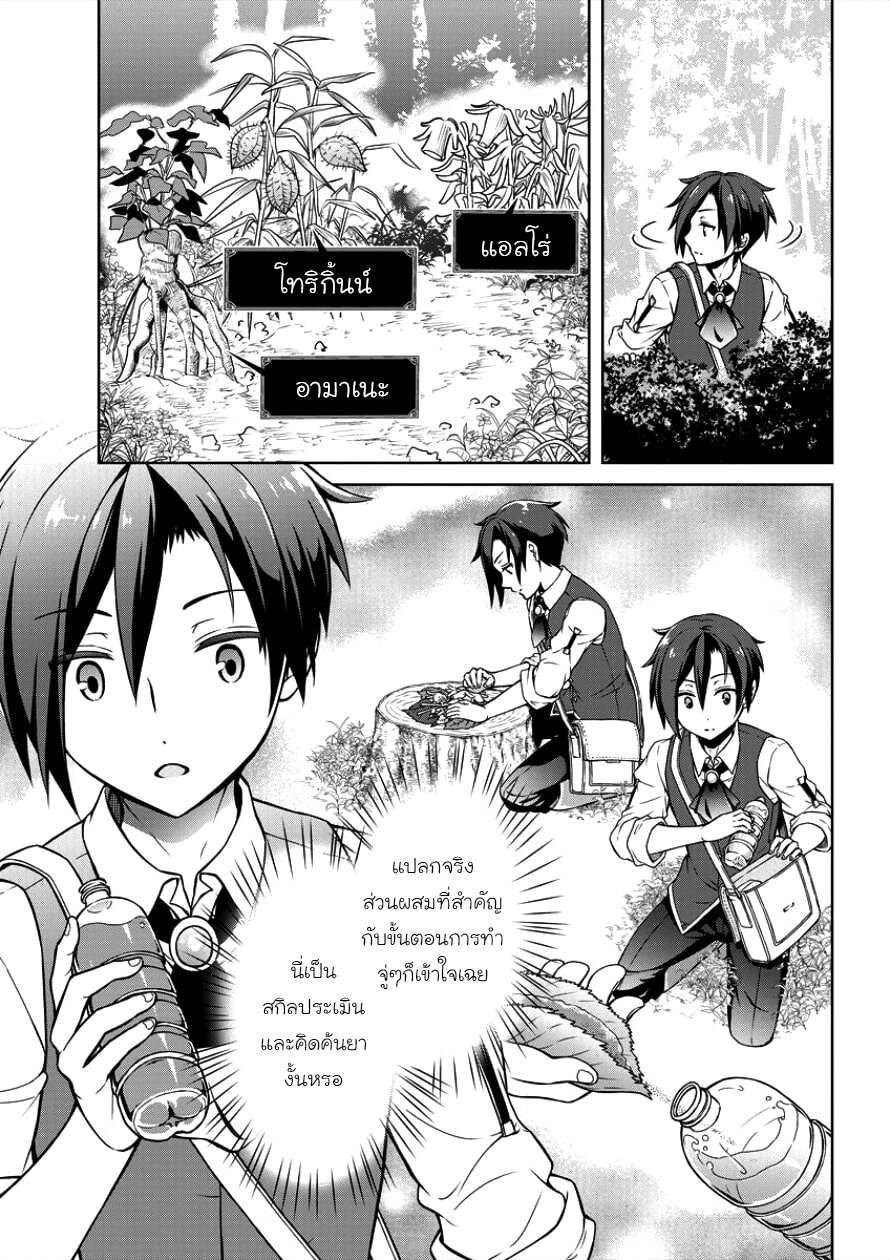 แอลโร่
โทริกิ้นน์
อามาเนะ
แปลกจริง
ส่วนผสมที่สำคัญ
กับขั้นตอนการทำ
จู่ๆก็เข้าใจเฉย
นี่เป็น
สกิลประเมิน
และคิดค้นยา
งั้นหรอ